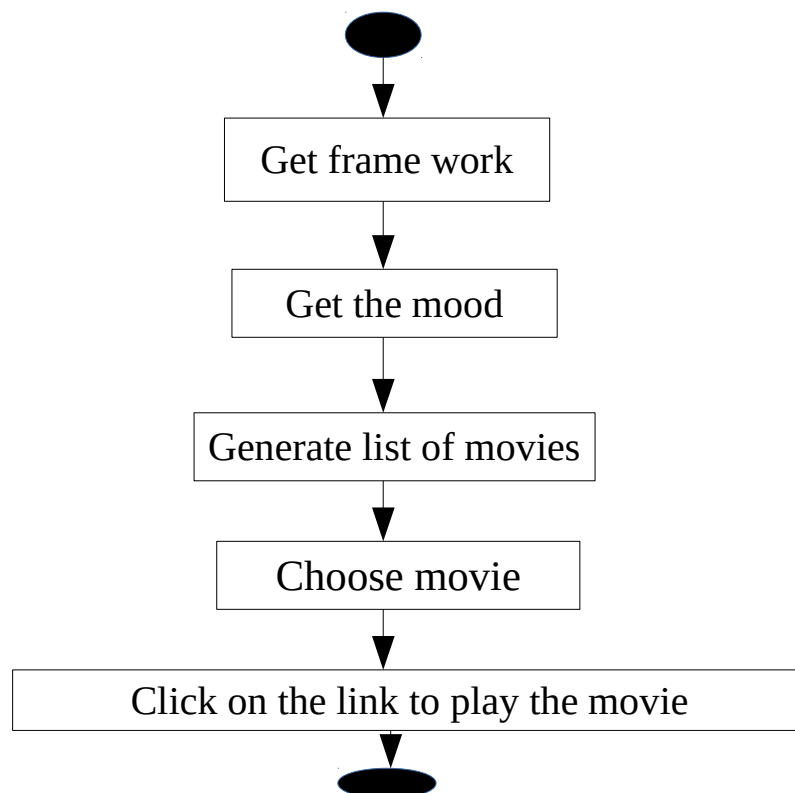 Get frame work
Get the mood
Generate list of movies
Choose movie
Click on the link to play the movie